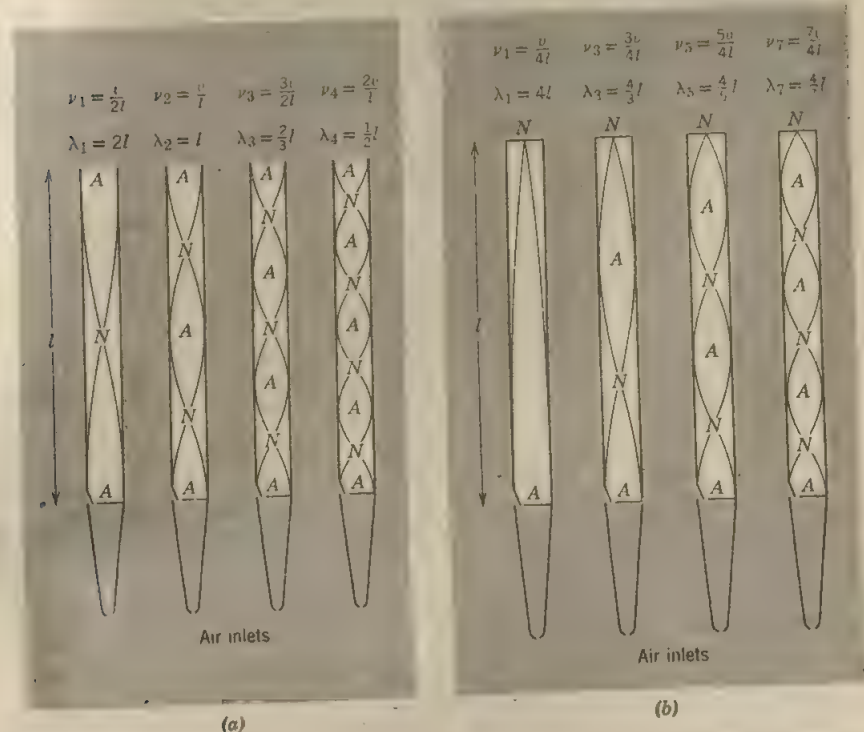 ν₁ = v/2l ν₂ = v/l ν₃ = 3v/2l ν₄ = 2v/l
λ₁ = 2l λ₂ = l λ₃ = 2/3 l λ₄ = 1/2 l
A A A A
N N
N A
A
N
N
l
N A N A
A N
N A A
N
N
A A A A
Air inlets
(a)
ν₁ = v/4l ν₃ = 3v/4l ν₅ = 5v/4l ν₇ = 7v/4l
λ₁ = 4l λ₃ = 4/3 l λ₅ = 4/5 l λ₇ = 4/7 l
N N N N
A
A
N
A
N
A
l
N
A
N A
N
N
A A A A
Air inlets
(b)